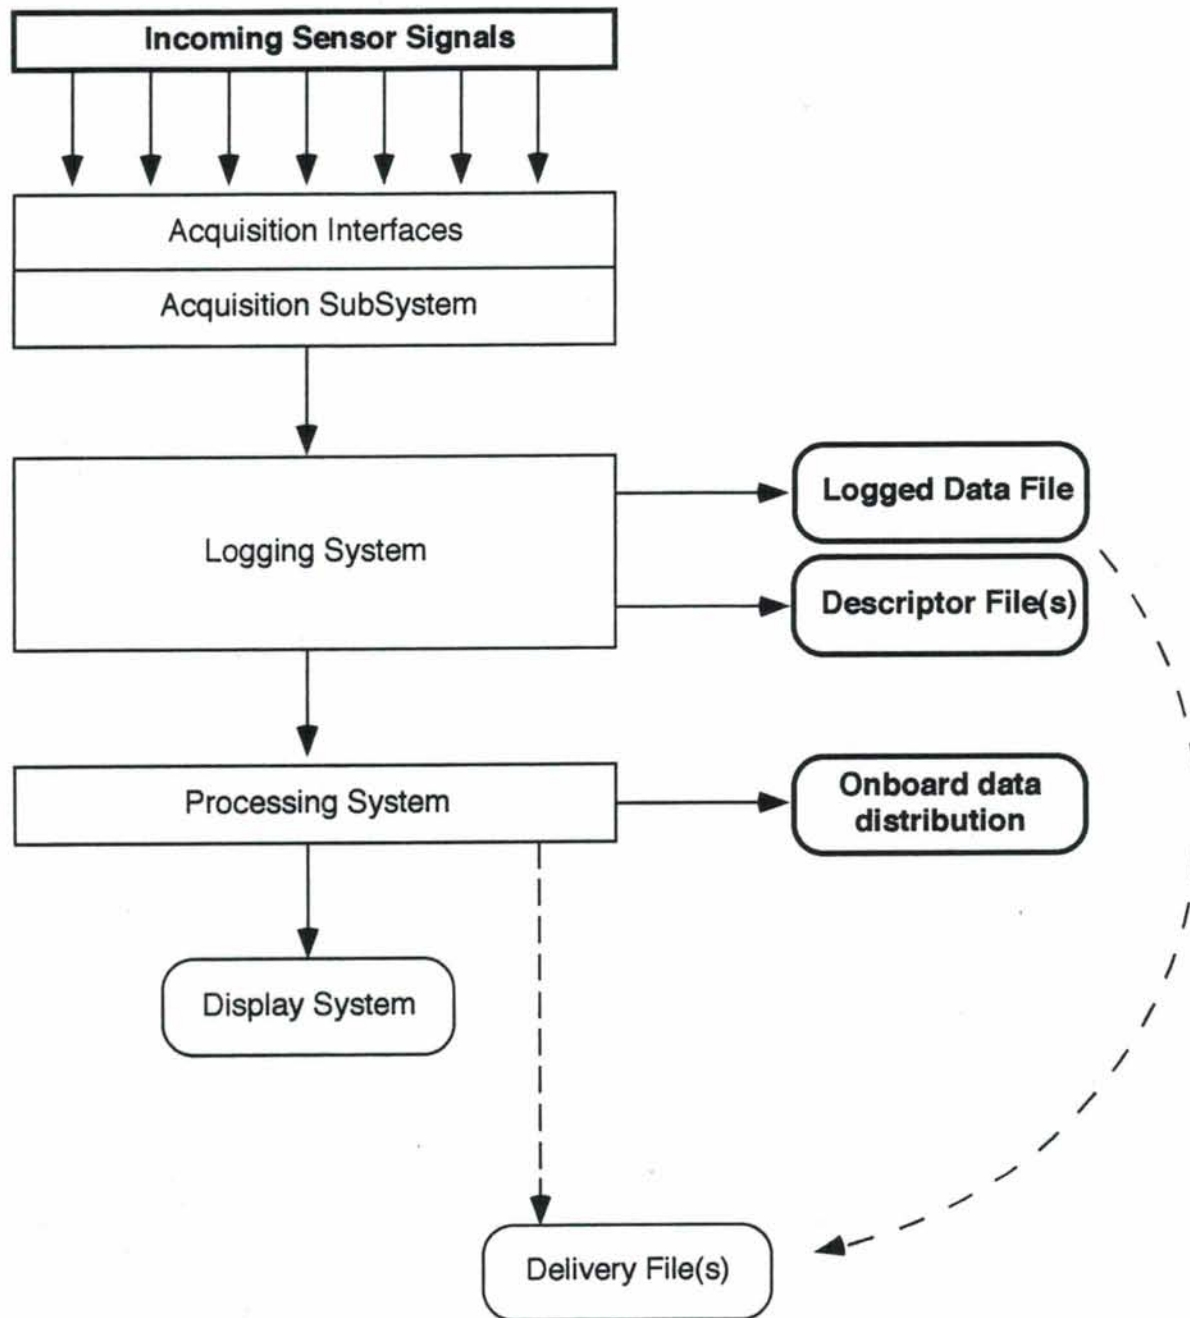 Incoming Sensor Signals
Acquisition Interfaces
Acquisition SubSystem
Logging System
Logged Data File
Descriptor File(s)
Processing System
Onboard data
distribution
Display System
Delivery File(s)